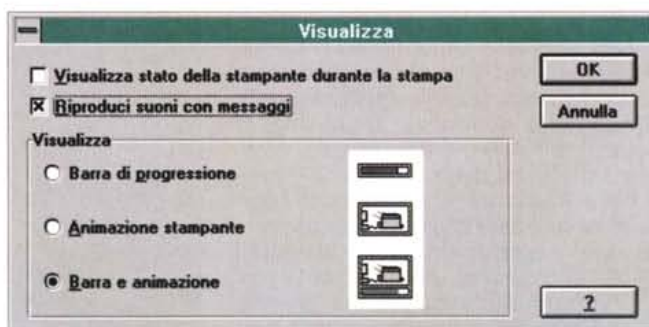 Visualizza
Visualizza stato della stampante durante la stampa
OK
Riproduci suoni con messaggi
Annulla
Visualizza
Barra di progressione
Animazione stampante
Barra e animazione
?